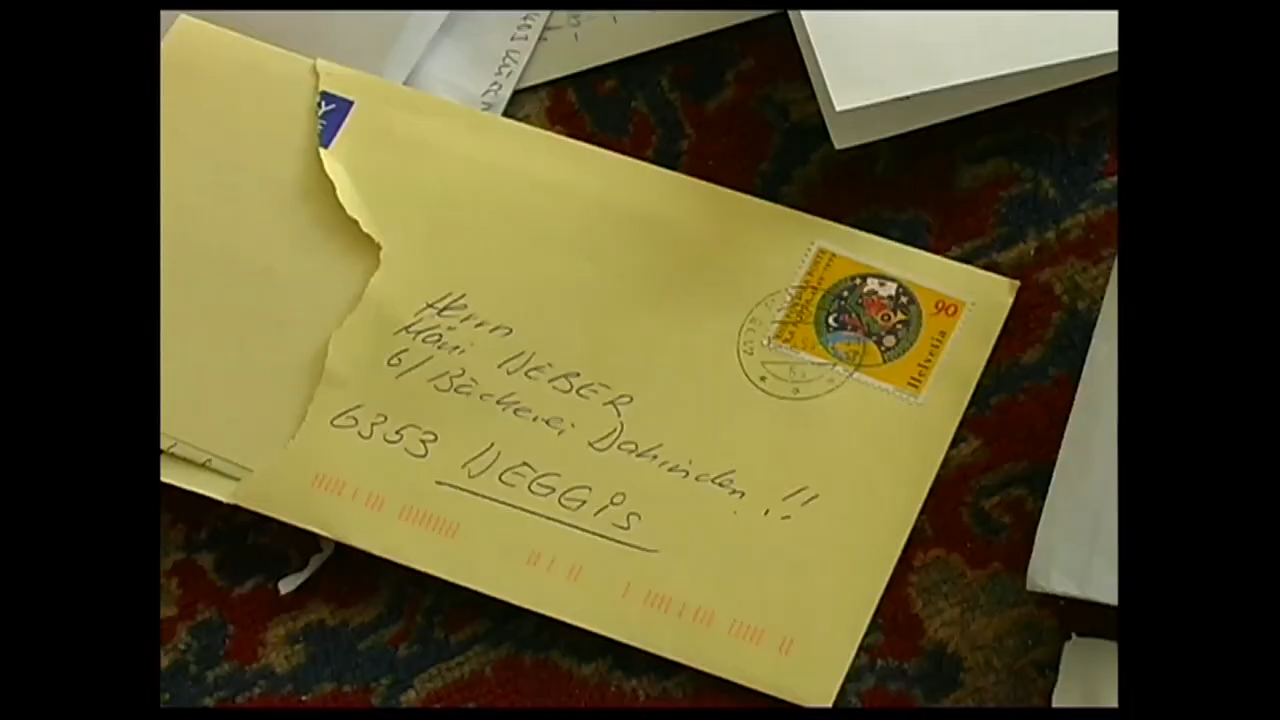 Herrn
Mäni WEBER
b/ Bäckerei Dahinden !!
6353 WEGGIS
90
Helvetia